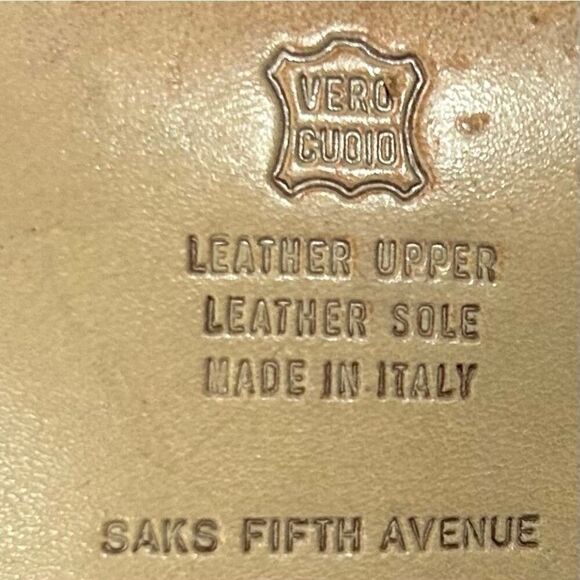 VERO
CUOIO
LEATHER UPPER
LEATHER SOLE
MADE IN ITALY
SAKS FIFTH AVENUE